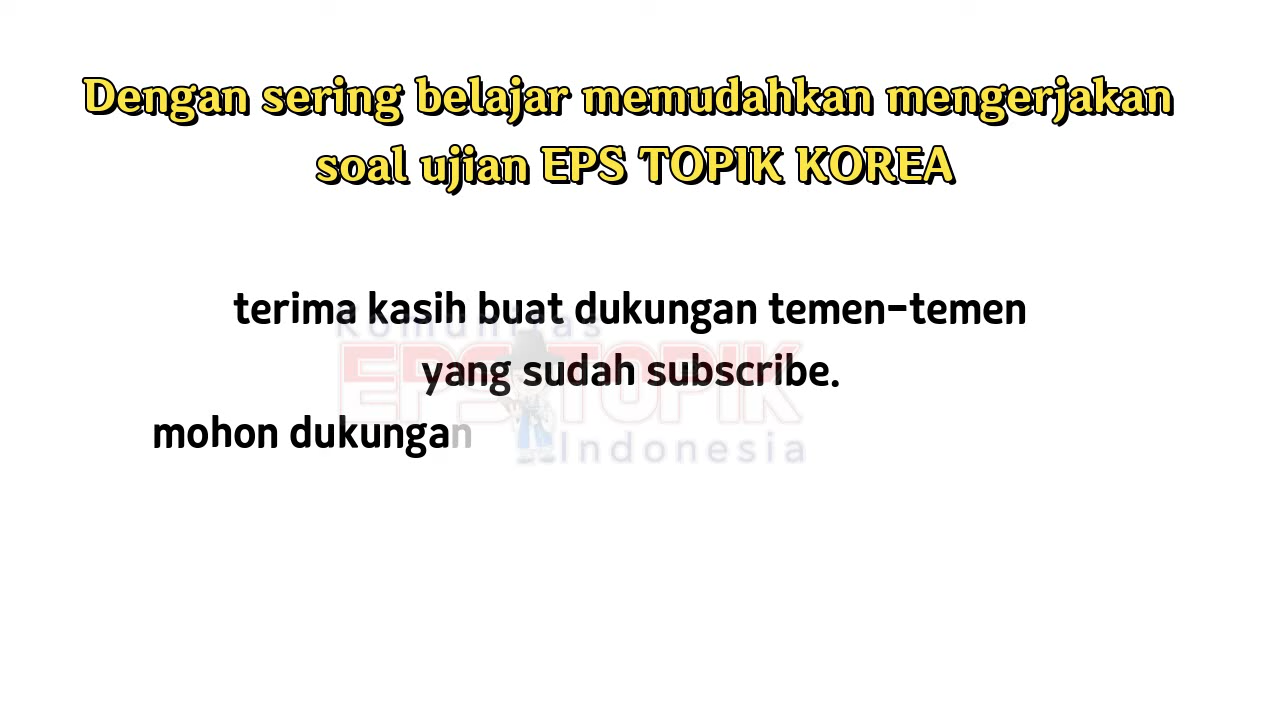 Dengan sering belajar memudahkan mengerjakan
soal ujian EPS TOPIK KOREA
terima kasih buat dukungan temen-temen
Komunitas
EPS TOPIK
yang sudah subscribe.
mohon dukungan
Indonesia